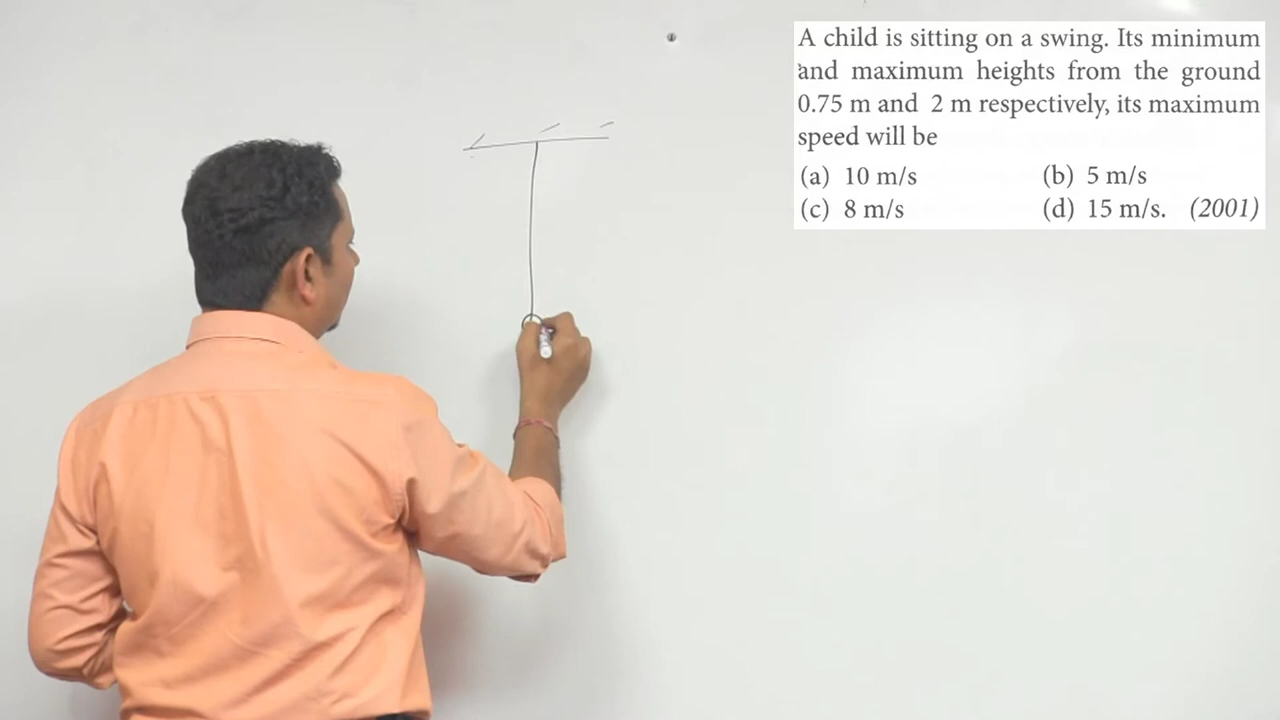 A child is sitting on a swing. Its minimum
and maximum heights from the ground
0.75 m and 2 m respectively, its maximum
speed will be
(a) 10 m/s (b) 5 m/s
(c) 8 m/s (d) 15 m/s. (2001)